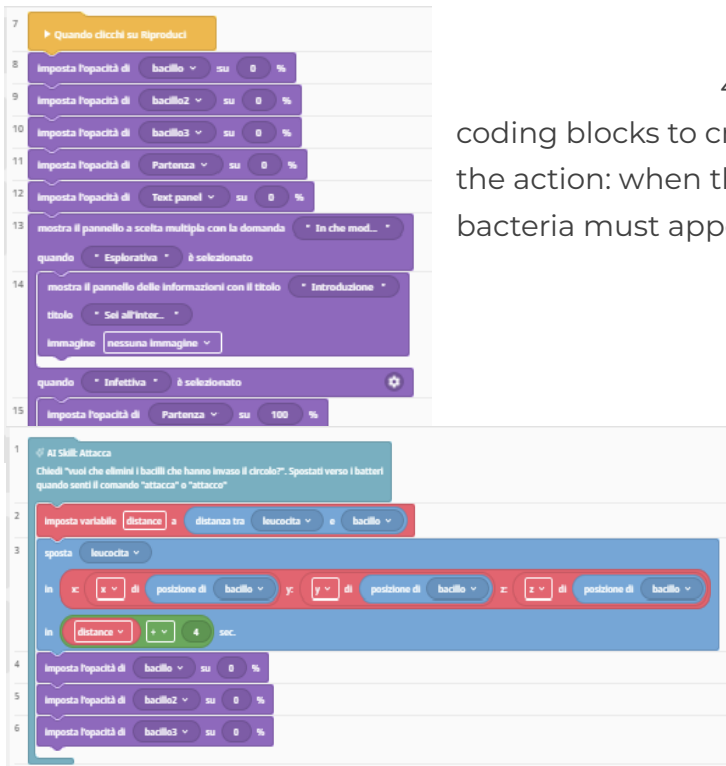 7 Quando clicchi su Riproduci
8 imposta l'opacità di bacillo su 0 %
9 imposta l'opacità di bacillo2 su 0 %
10 imposta l'opacità di bacillo3 su 0 %
11 imposta l'opacità di Partenza su 0 %
12 imposta l'opacità di Text panel su 0 %
13 mostra il pannello a scelta multipla con la domanda " In che mod... "
quando " Esplorativa " è selezionato
14 mostra il pannello delle informazioni con il titolo " Introduzione "
titolo " Sei all'inter... "
immagine nessuna immagine
quando " Infettiva " è selezionato
15 imposta l'opacità di Partenza su 100 %
coding blocks to
the action: when
bacteria must
1 AI Skill: Attacca
Chiedi "vuoi che elimini i bacilli che hanno invaso il circolo?". Spostati verso i batteri
quando senti il comando "attacca" o "attacco"
2 imposta variabile distance a distanza tra leucocita e bacillo
3 sposta leucocita
in x: x di posizione di bacillo y: y di posizione di bacillo z: z di posizione di bacillo
in distance + 4 sec.
4 imposta l'opacità di bacillo su 0 %
5 imposta l'opacità di bacillo2 su 0 %
6 imposta l'opacità di bacillo3 su 0 %